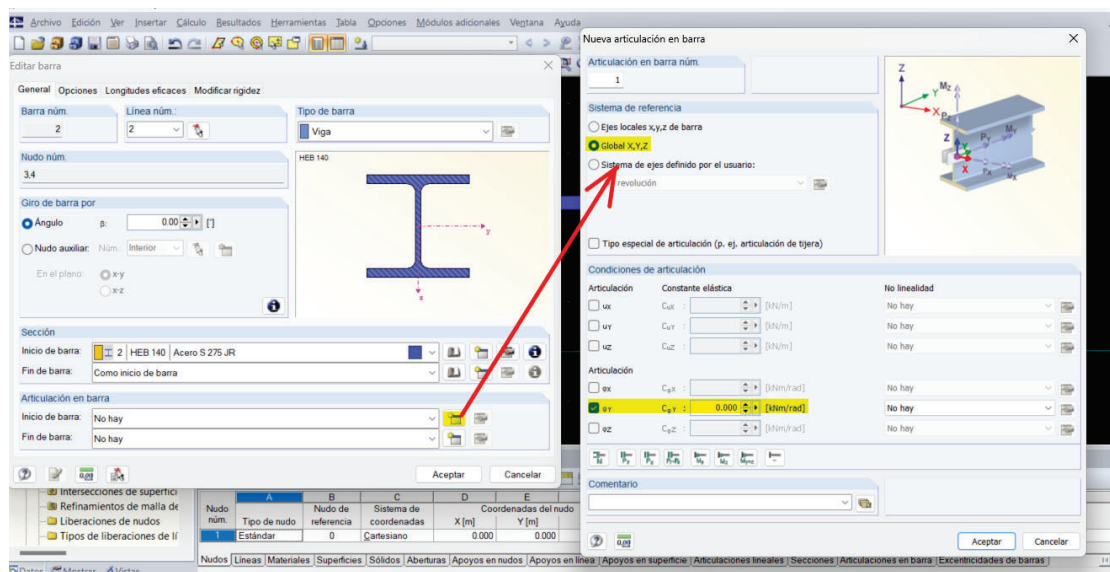 Archivo Edición Ver Insertar Cálculo Resultados Herramientas Tabla Opciones Módulos adicionales Ventana Ayuda
Editar barra
General Opciones Longitudes eficaces Modificar rigidez
Barra núm. Línea núm.: Tipo de barra
2 2 Viga
Nudo núm. HEB 140
3,4
Giro de barra por
Ángulo β: 0.00 [°]
Nudo auxiliar: Núm.: Interior
En el plano: x-y
x-z
y
z
Sección
Inicio de barra: 2 HEB 140 Acero S 275 JR
Fin de barra: Como inicio de barra
Articulación en barra
Inicio de barra: No hay
Fin de barra: No hay
Aceptar Cancelar
Intersecciones de superfici
Refinamientos de malla de
Liberaciones de nudos
Tipos de liberaciones de lí
A B C D E
Nudo Nudo de Sistema de Coordenadas del nudo
núm. Tipo de nudo referencia coordenadas X [m] Y [m]
1 Estándar 0 Cartesiano 0.000 0.000
Nudos Líneas Materiales Superficies Sólidos Aberturas Apoyos en nudos Apoyos en línea Apoyos en superficie Articulaciones lineales Secciones Articulaciones en barra Excentricidades de barras
Datos Mostrar Vistas
Nueva articulación en barra
Articulación en barra núm.
1
Sistema de referencia
Ejes locales x,y,z de barra
Global X,Y,Z
Sistema de ejes definido por el usuario:
revolución
Tipo especial de articulación (p. ej. articulación de tijera)
Z
Y
X
Mz
Pz
Z
Y
Py
My
X
Px
Mx
Condiciones de articulación
Articulación Constante elástica No linealidad
uX CuX : [kN/m] No hay
uY CuY : [kN/m] No hay
uZ CuZ : [kN/m] No hay
Articulación
φX CφX : [kNm/rad] No hay
φY CφY : 0.000 [kNm/rad] No hay
φZ CφZ : [kNm/rad] No hay
Comentario
Aceptar Cancelar